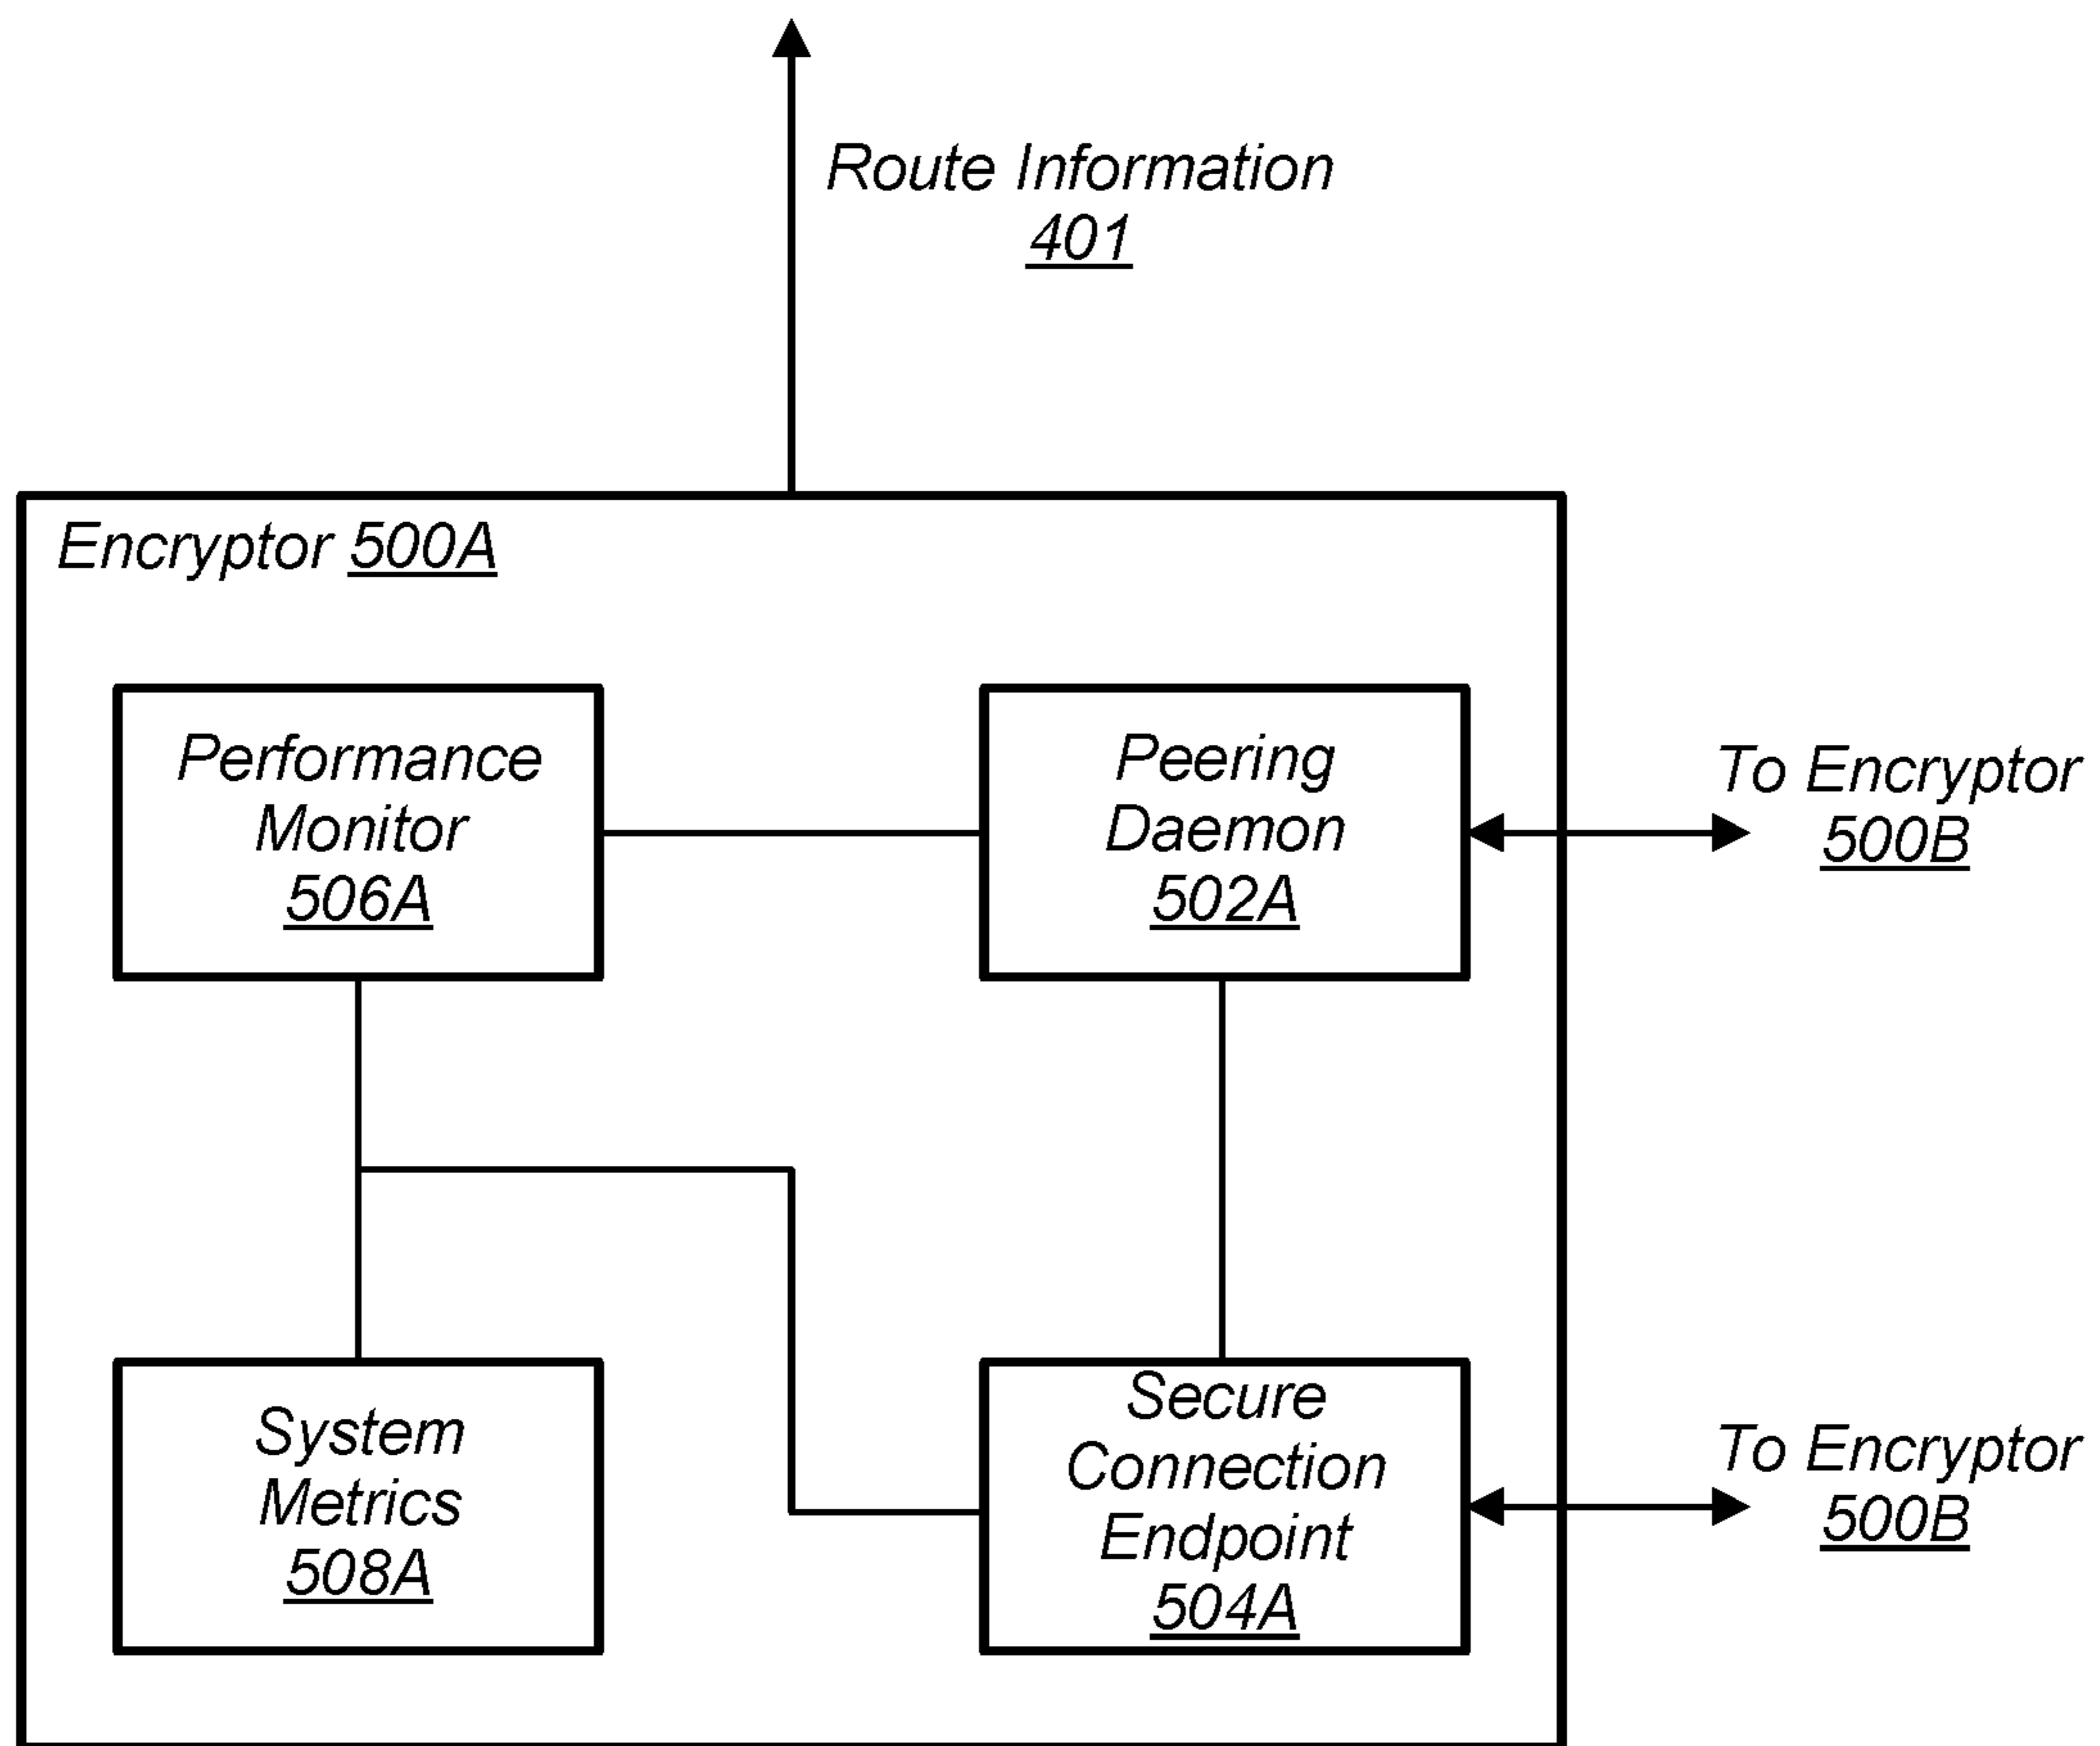 Route Information
401
Encryptor 500A
Performance
Monitor
506A
Peering
Daemon
502A
To Encryptor
500B
System
Metrics
508A
Secure
Connection
Endpoint
504A
To Encryptor
500B